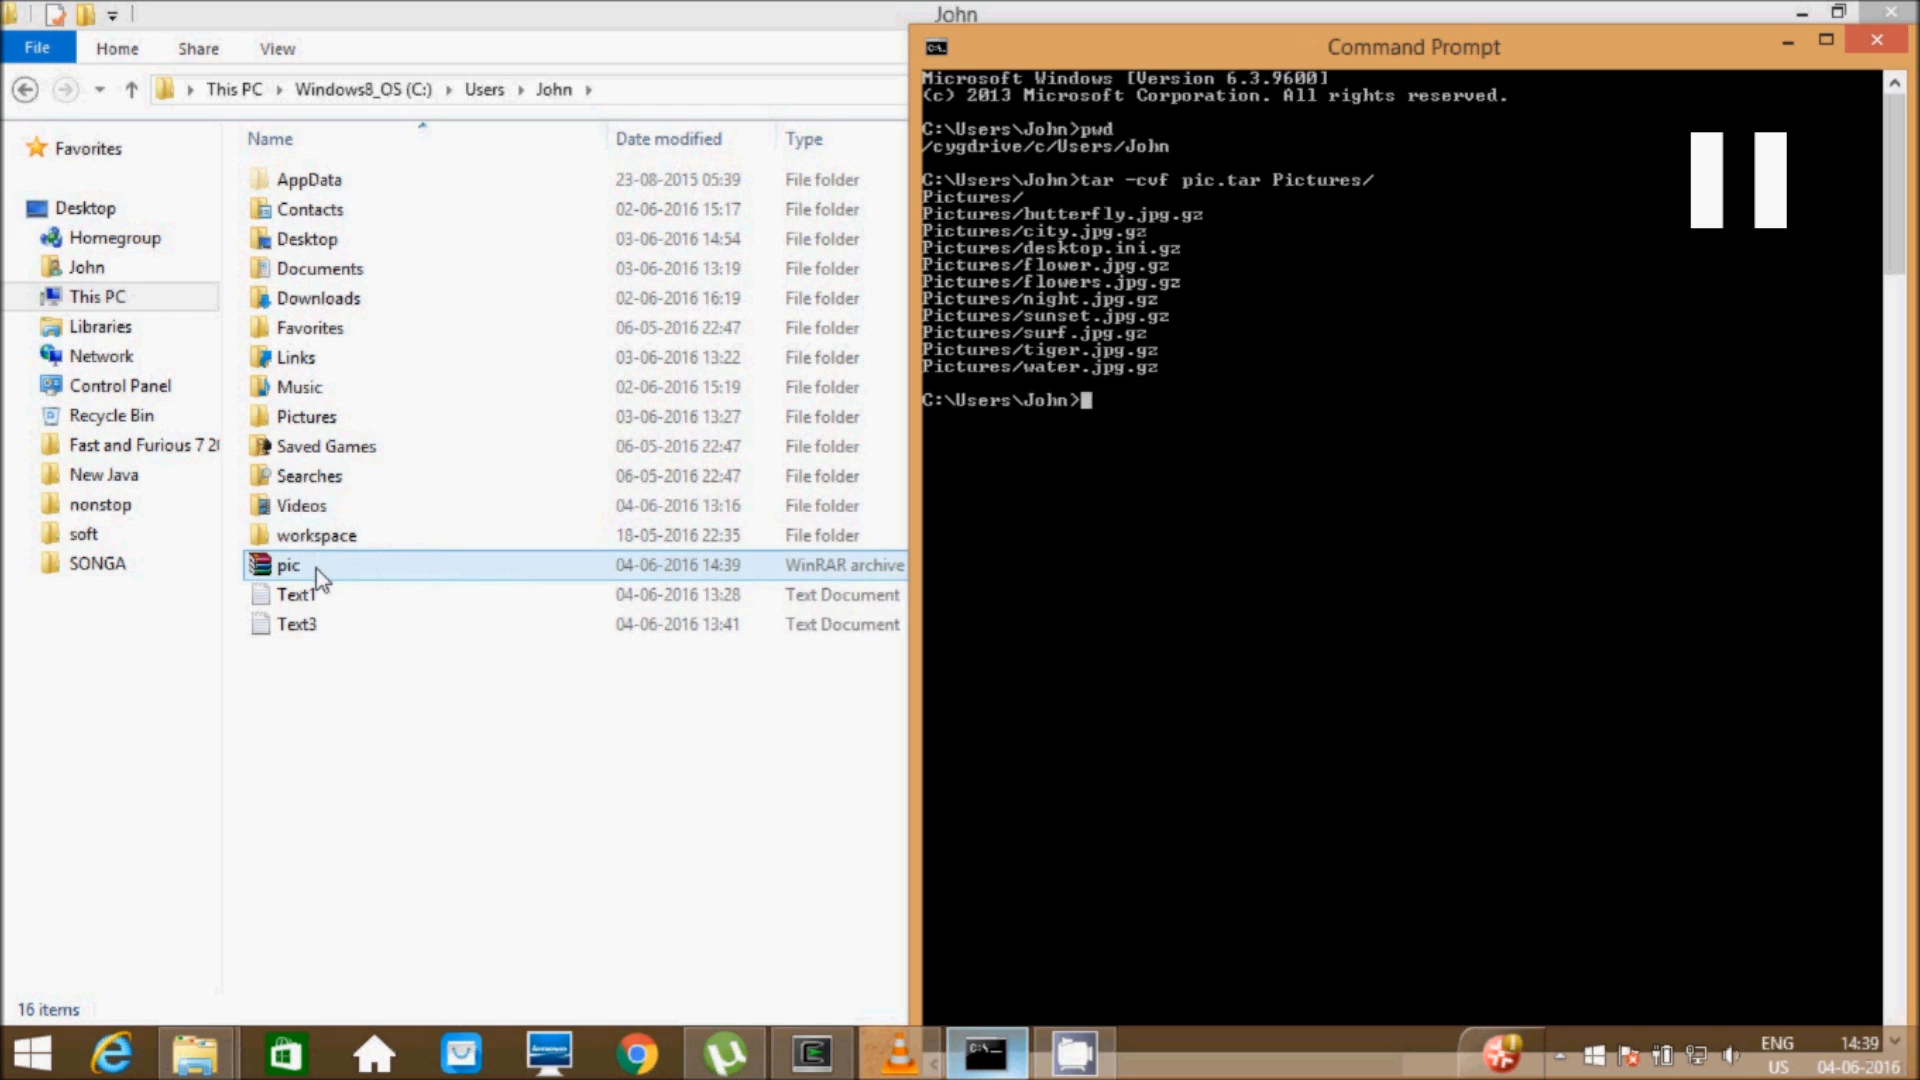 John
File Home Share View
This PC Windows8_OS (C:) Users John
Name Date modified Type
Favorites
Desktop
Homegroup
John
This PC
Libraries
Network
Control Panel
Recycle Bin
Fast and Furious 7 20
New Java
nonstop
soft
SONGA
AppData 23-08-2015 05:39 File folder
Contacts 02-06-2016 15:17 File folder
Desktop 03-06-2016 14:54 File folder
Documents 03-06-2016 13:19 File folder
Downloads 02-06-2016 16:19 File folder
Favorites 06-05-2016 22:47 File folder
Links 03-06-2016 13:22 File folder
Music 02-06-2016 15:19 File folder
Pictures 03-06-2016 13:27 File folder
Saved Games 06-05-2016 22:47 File folder
Searches 06-05-2016 22:47 File folder
Videos 04-06-2016 13:16 File folder
workspace 18-05-2016 22:35 File folder
pic 04-06-2016 14:39 WinRAR archive
Text1 04-06-2016 13:28 Text Document
Text3 04-06-2016 13:41 Text Document
16 items
Command Prompt
Microsoft Windows [Version 6.3.9600]
(c) 2013 Microsoft Corporation. All rights reserved.
C:\Users\John>pwd
/cygdrive/c/Users/John
C:\Users\John>tar -cvf pic.tar Pictures/
Pictures/
Pictures/butterfly.jpg.gz
Pictures/city.jpg.gz
Pictures/desktop.ini.gz
Pictures/flower.jpg.gz
Pictures/flowers.jpg.gz
Pictures/night.jpg.gz
Pictures/sunset.jpg.gz
Pictures/surf.jpg.gz
Pictures/tiger.jpg.gz
Pictures/water.jpg.gz
C:\Users\John>
ENG 14:39
US 04-06-2016